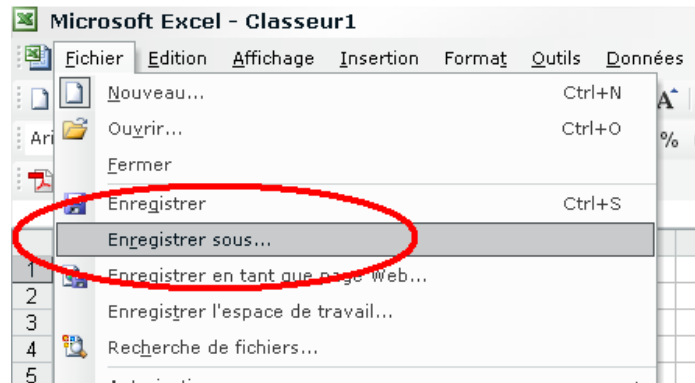 Microsoft Excel - Classeur1
Fichier Edition Affichage Insertion Format Outils Données
Nouveau... Ctrl+N
Ouvrir... Ctrl+O
Ari %
Fermer
Enregistrer Ctrl+S
Enregistrer sous...
1
Enregistrer en tant que page Web...
2
Enregistrer l'espace de travail...
3
4 Recherche de fichiers...
5